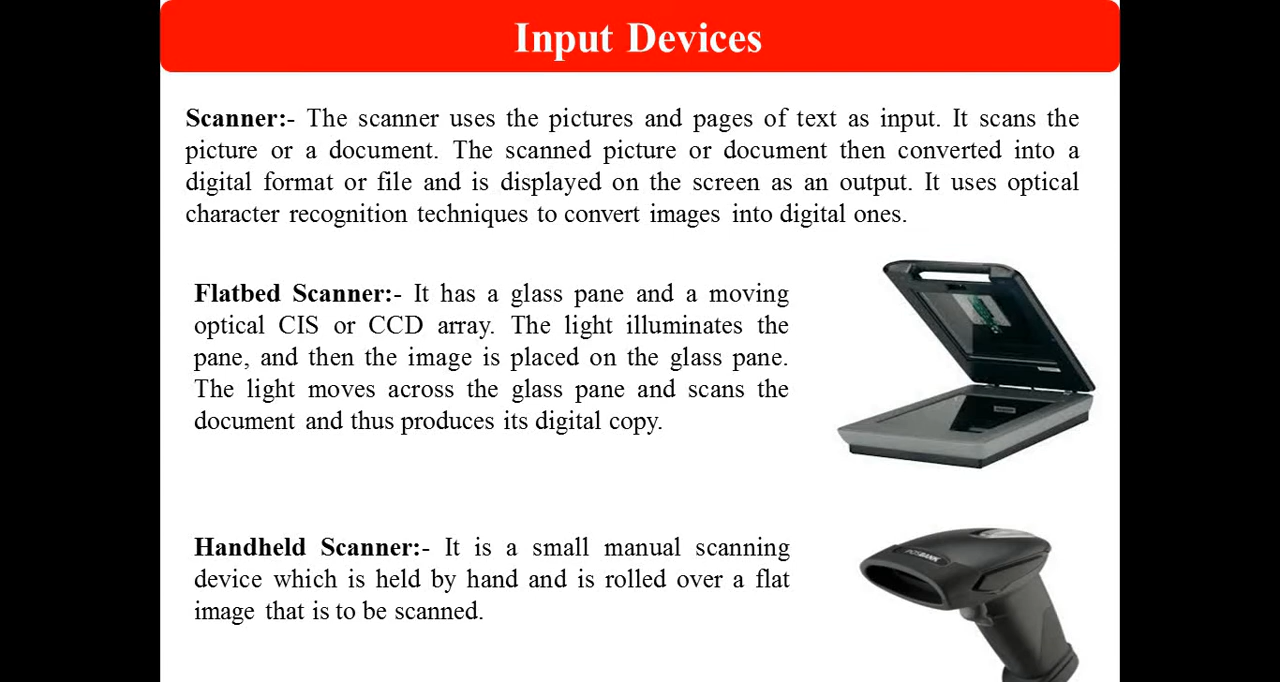 Input Devices
Scanner:- The scanner uses the pictures and pages of text as input. It scans the
picture or a document. The scanned picture or document then converted into a
digital format or file and is displayed on the screen as an output. It uses optical
character recognition techniques to convert images into digital ones.
Flatbed Scanner:- It has a glass pane and a moving
optical CIS or CCD array. The light illuminates the
pane, and then the image is placed on the glass pane.
The light moves across the glass pane and scans the
document and thus produces its digital copy.
Handheld Scanner:- It is a small manual scanning
device which is held by hand and is rolled over a flat
image that is to be scanned.
POSBANK